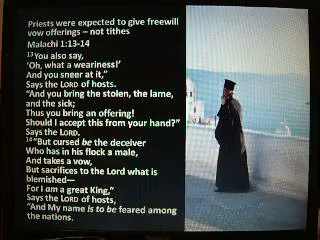 Priests were expected to give freewill
vow offerings – not tithes
Malachi 1:13-14
13 You also say,
'Oh, what a weariness!'
And you sneer at it,"
Says the LORD of hosts.
"And you bring the stolen, the lame,
and the sick;
Thus you bring an offering!
Should I accept this from your hand?"
Says the LORD.
14 "But cursed be the deceiver
Who has in his flock a male,
And takes a vow,
But sacrifices to the Lord what is
blemished—
For I am a great King,"
Says the LORD of hosts,
"And My name is to be feared among
the nations.